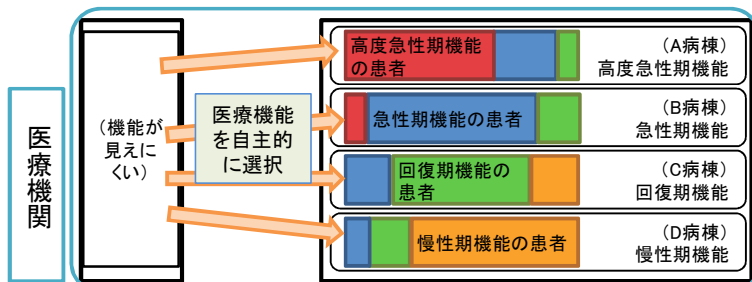 医療機関
(機能が
見えに
くい)
医療機能
を自主的
に選択
高度急性期機能
の患者
(A病棟)
高度急性期機能
急性期機能の患者
(B病棟)
急性期機能
回復期機能の
患者
(C病棟)
回復期機能
慢性期機能の患者
(D病棟)
慢性期機能